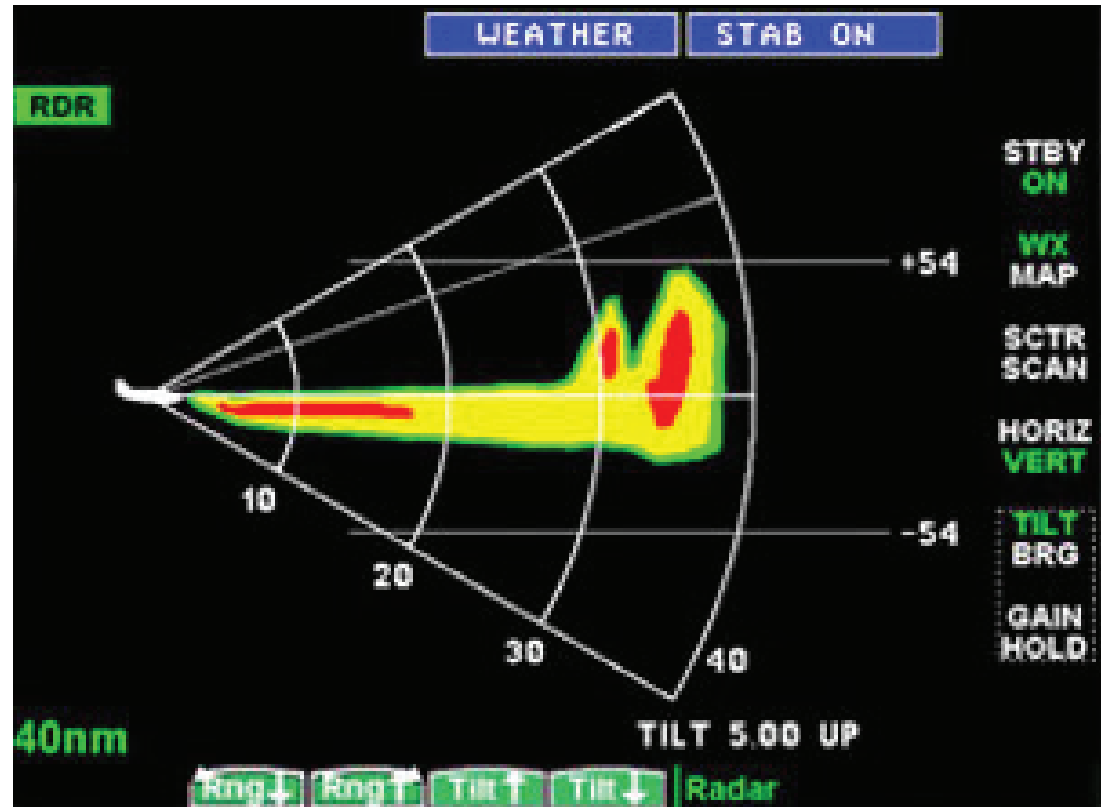 WEATHER STAB ON
RDR
STBY
ON
WX
MAP
+54
SCTR
SCAN
HORIZ
VERT
10
TILT
BRG
-54
20
GAIN
HOLD
30
40
40nm
TILT 5.00 UP
Rng↓ Rng↑ Tilt↑ Tilt↓ Radar